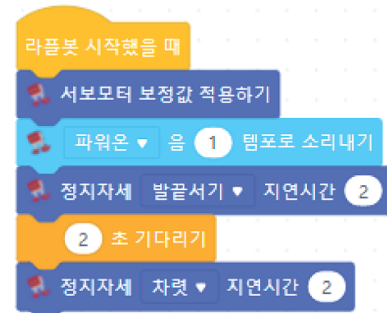 라플봇 시작했을 때
서보모터 보정값 적용하기
파워온 ▼ 음 1 템포로 소리내기
정지자세 발끝서기 ▼ 지연시간 2
2 초 기다리기
정지자세 차렷 ▼ 지연시간 2